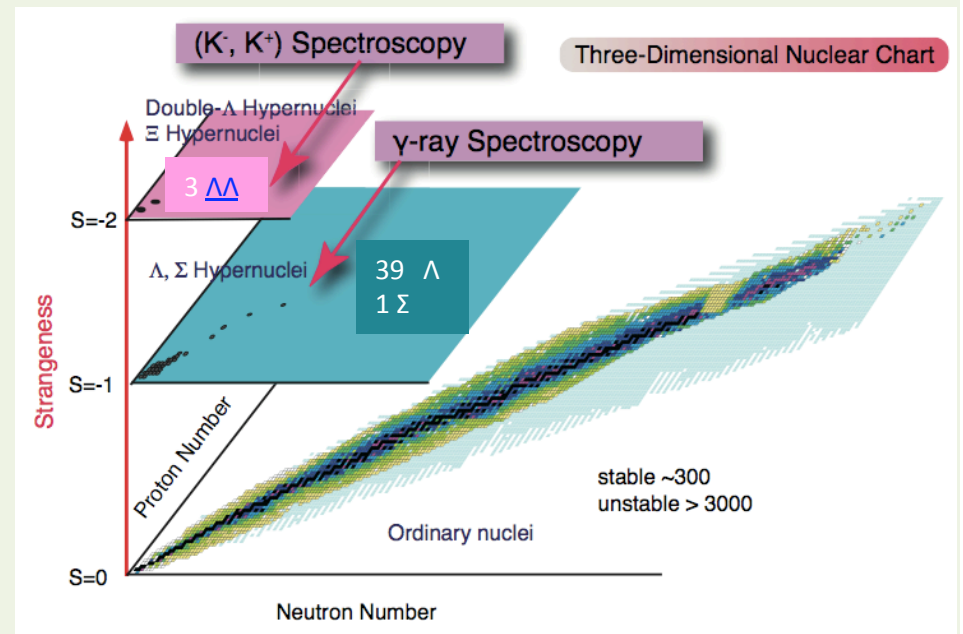 (K⁻, K⁺) Spectroscopy
Three-Dimensional Nuclear Chart
Double-Λ Hypernuclei
Ξ Hypernuclei
γ-ray Spectroscopy
3 ΛΛ
S=-2
Λ, Σ Hypernuclei
39 Λ
1 Σ
Strangeness
S=-1
Proton Number
stable ~300
unstable > 3000
Ordinary nuclei
S=0
Neutron Number